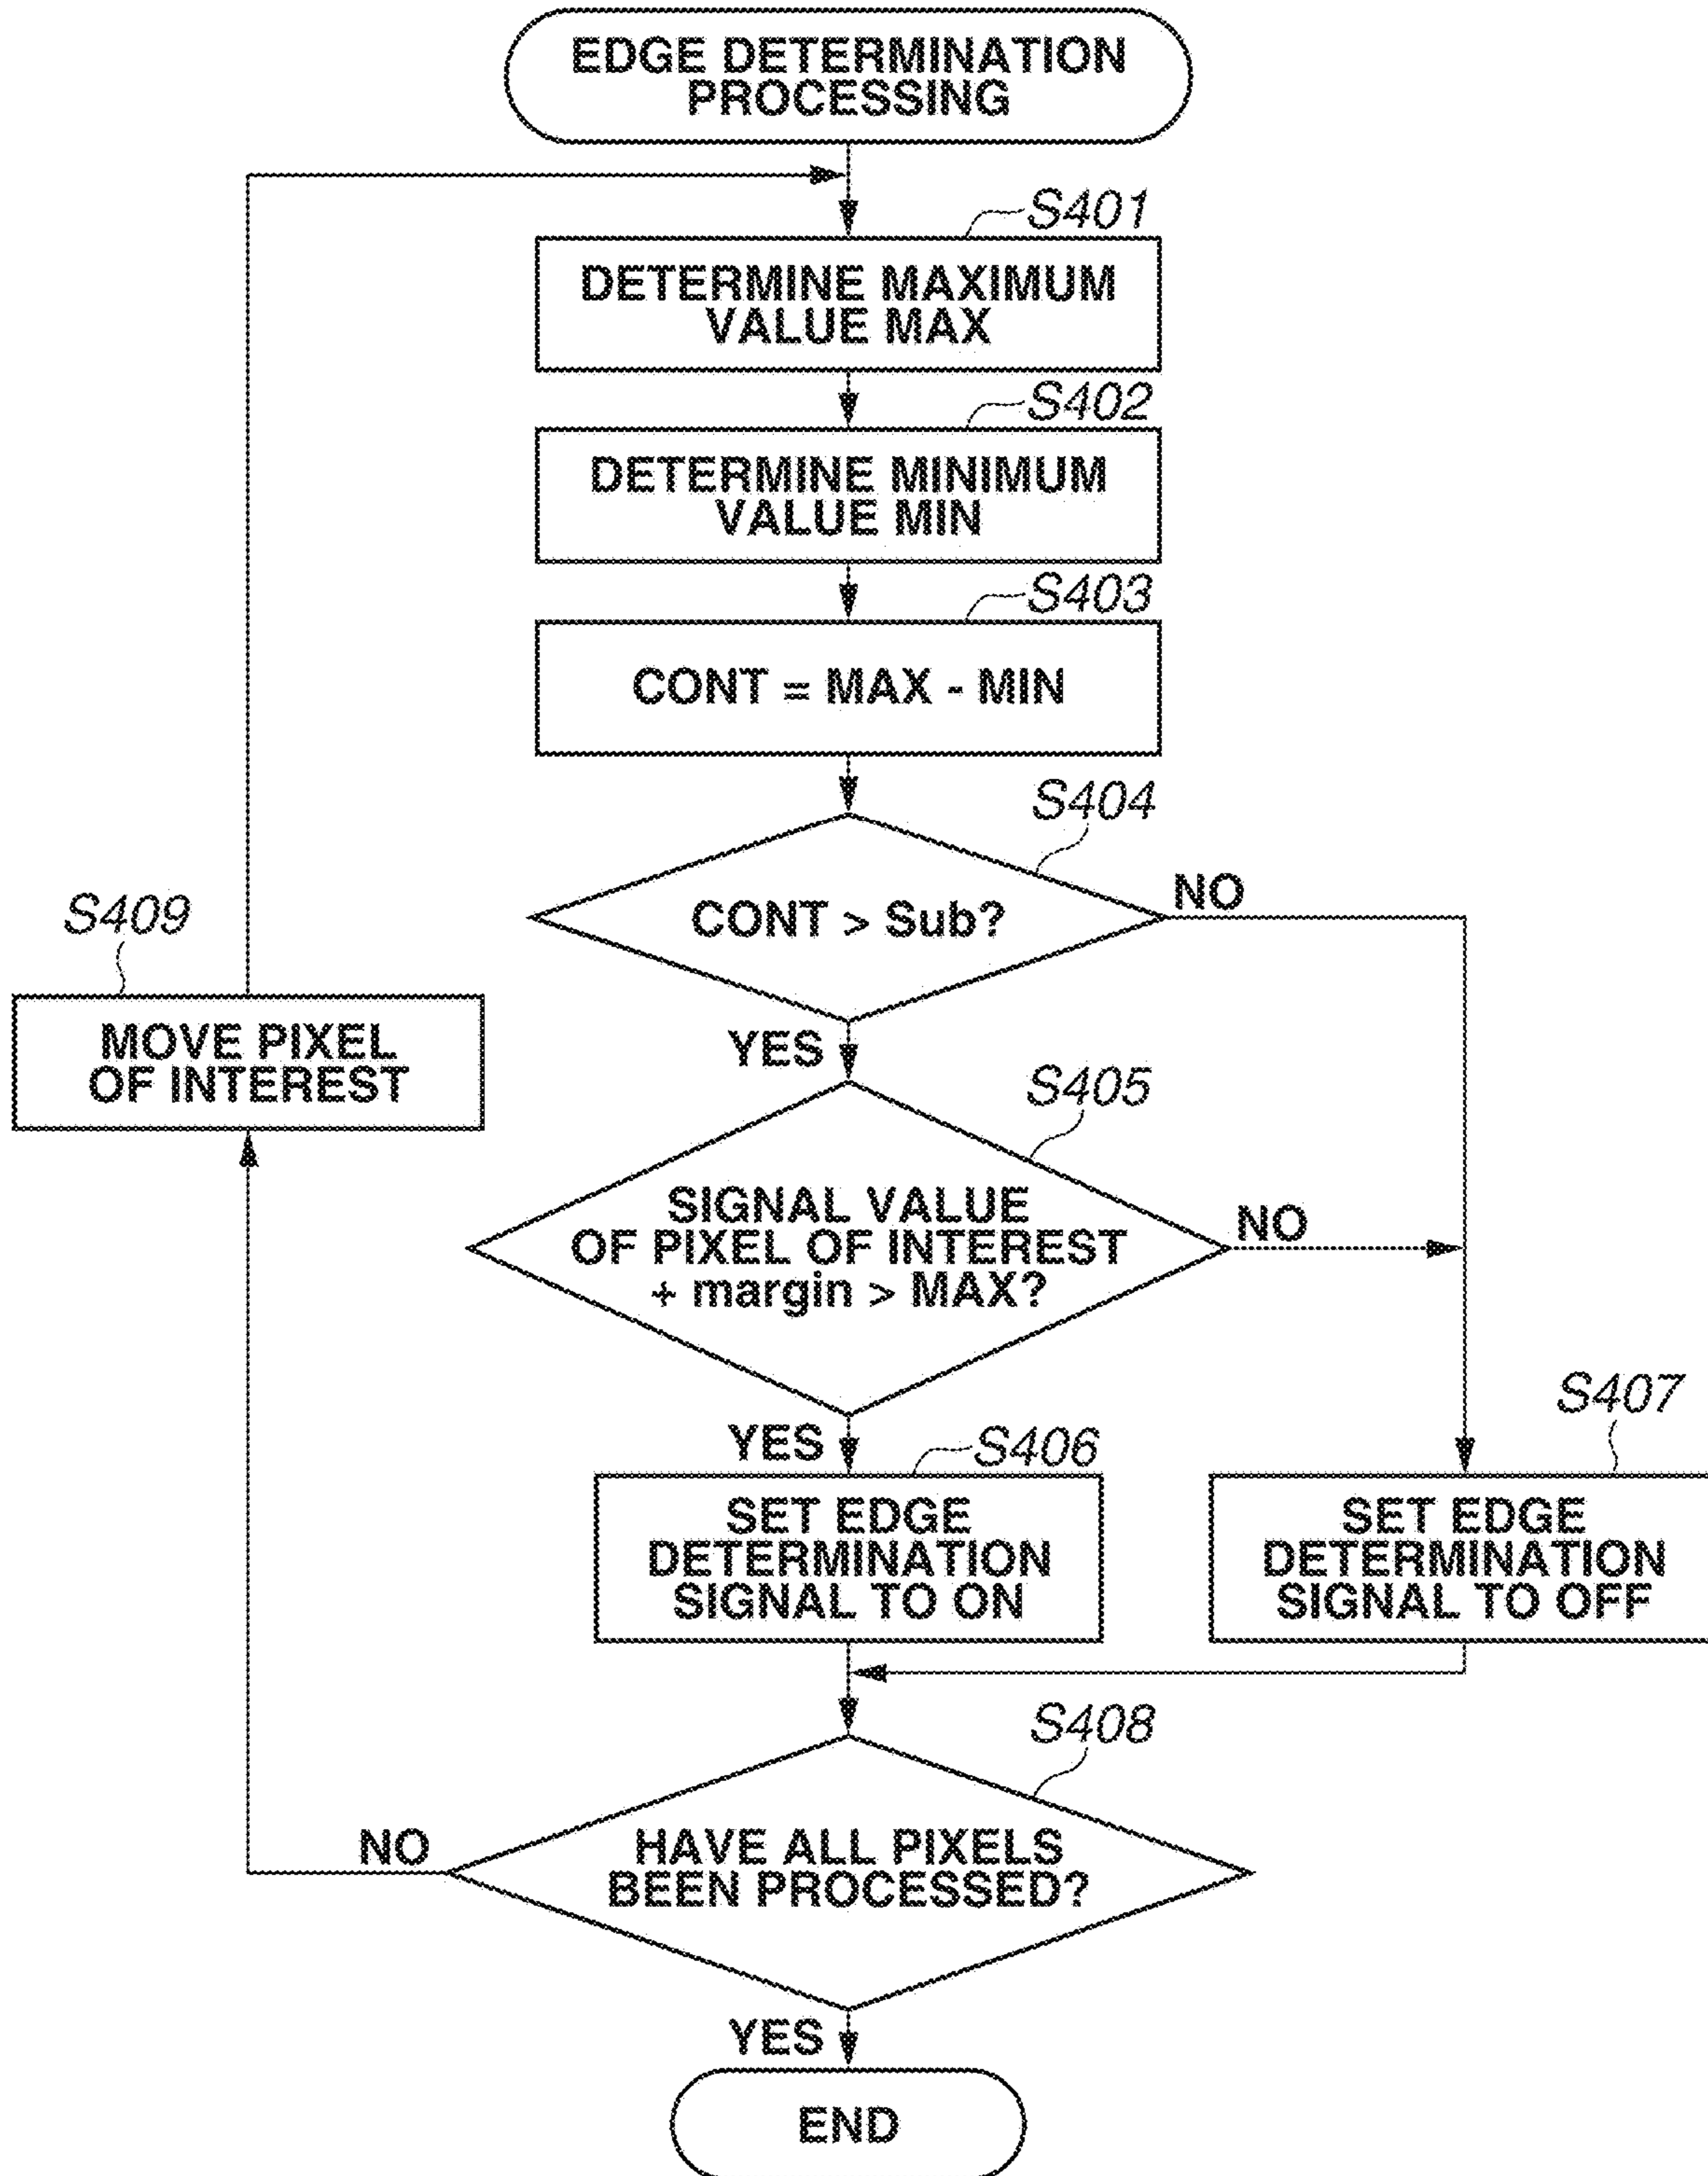 EDGE DETERMINATION
PROCESSING
S401
DETERMINE MAXIMUM
VALUE MAX
S402
DETERMINE MINIMUM
VALUE MIN
S403
CONT = MAX - MIN
S404
CONT > Sub?
NO
YES
S409
MOVE PIXEL
OF INTEREST
S405
SIGNAL VALUE
OF PIXEL OF INTEREST
+ margin > MAX?
NO
YES
S406
SET EDGE
DETERMINATION
SIGNAL TO ON
S407
SET EDGE
DETERMINATION
SIGNAL TO OFF
S408
HAVE ALL PIXELS
BEEN PROCESSED?
NO
YES
END